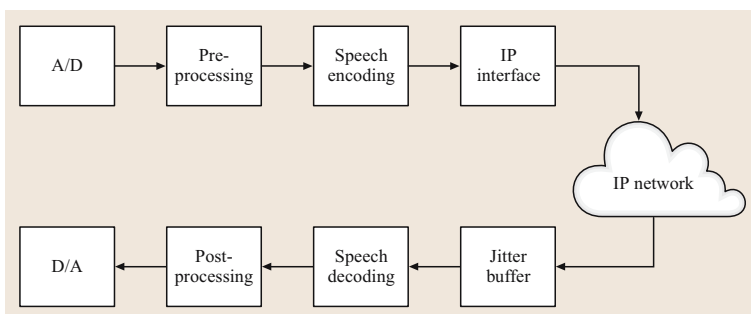 A/D
Pre-
processing
Speech
encoding
IP
interface
IP network
D/A
Post-
processing
Speech
decoding
Jitter
buffer